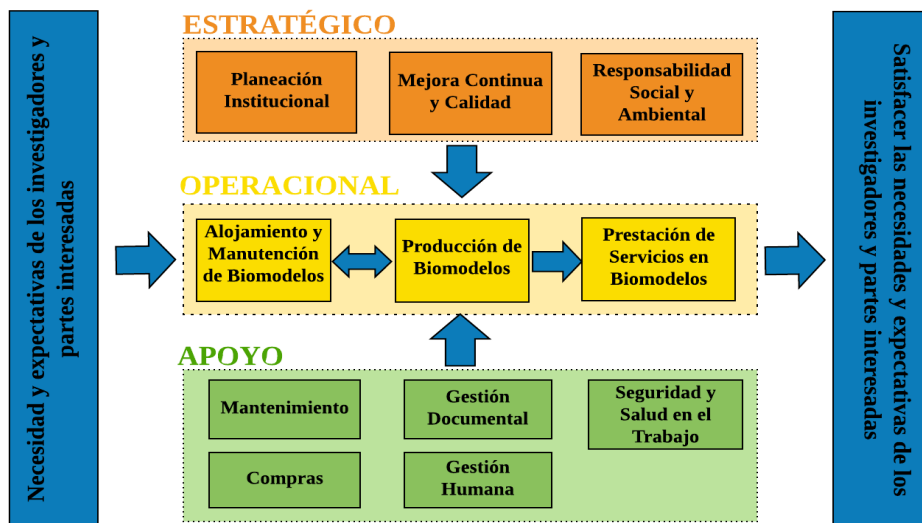 Necesidad y expectativas de los investigadores y
partes interesadas
ESTRATÉGICO
Planeación
Institucional
Mejora Continua
y Calidad
Responsabilidad
Social y
Ambiental
OPERACIONAL
Alojamiento y
Manutención
de Biomodelos
Producción de
Biomodelos
Prestación de
Servicios en
Biomodelos
APOYO
Mantenimiento
Gestión
Documental
Seguridad y
Salud en el
Trabajo
Compras
Gestión
Humana
Satisfacer las necesidades y expectativas de los
investigadores y partes interesadas